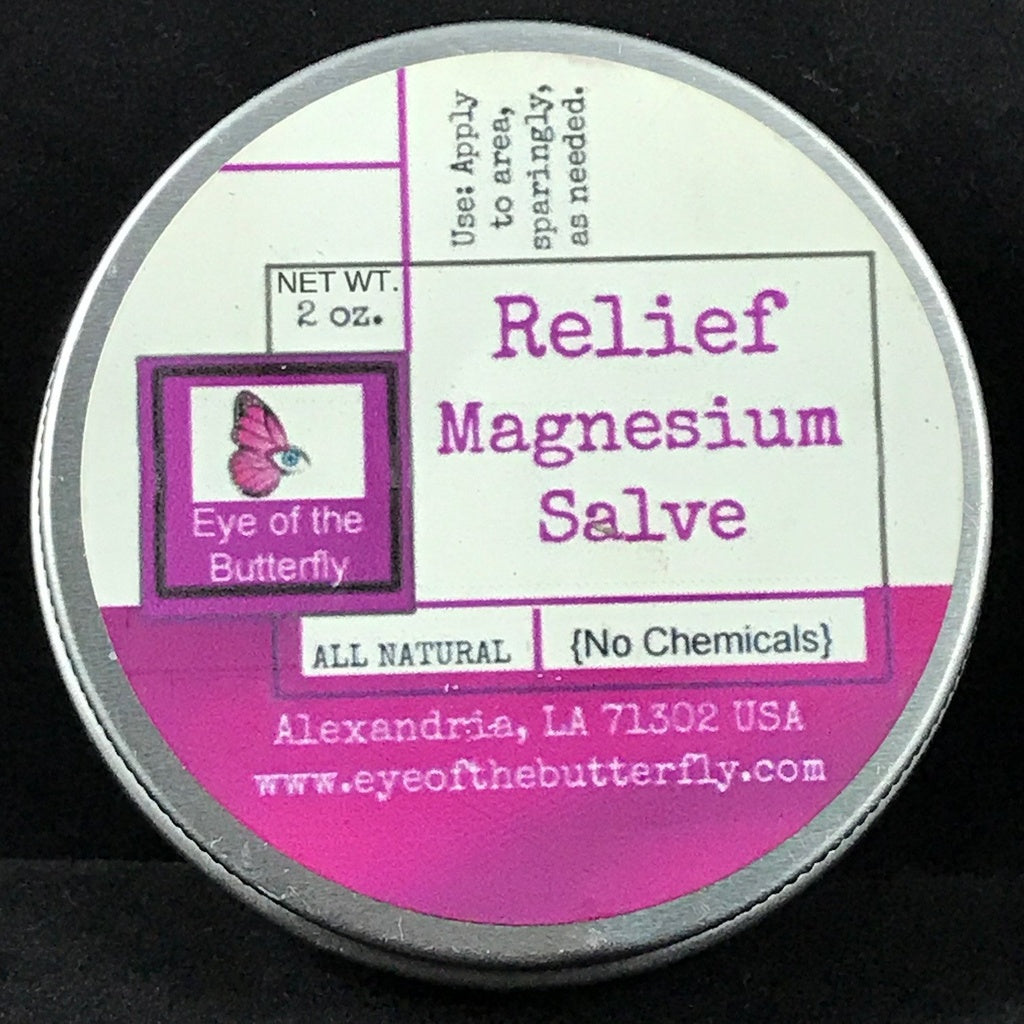 Use: Apply
to area,
sparingly,
as needed.
NET WT.
2 oz.
Relief
Magnesium
Salve
Eye of the
Butterfly
ALL NATURAL
{No Chemicals}
Alexandria, LA 71302 USA
www.eyeofthebutterfly.com